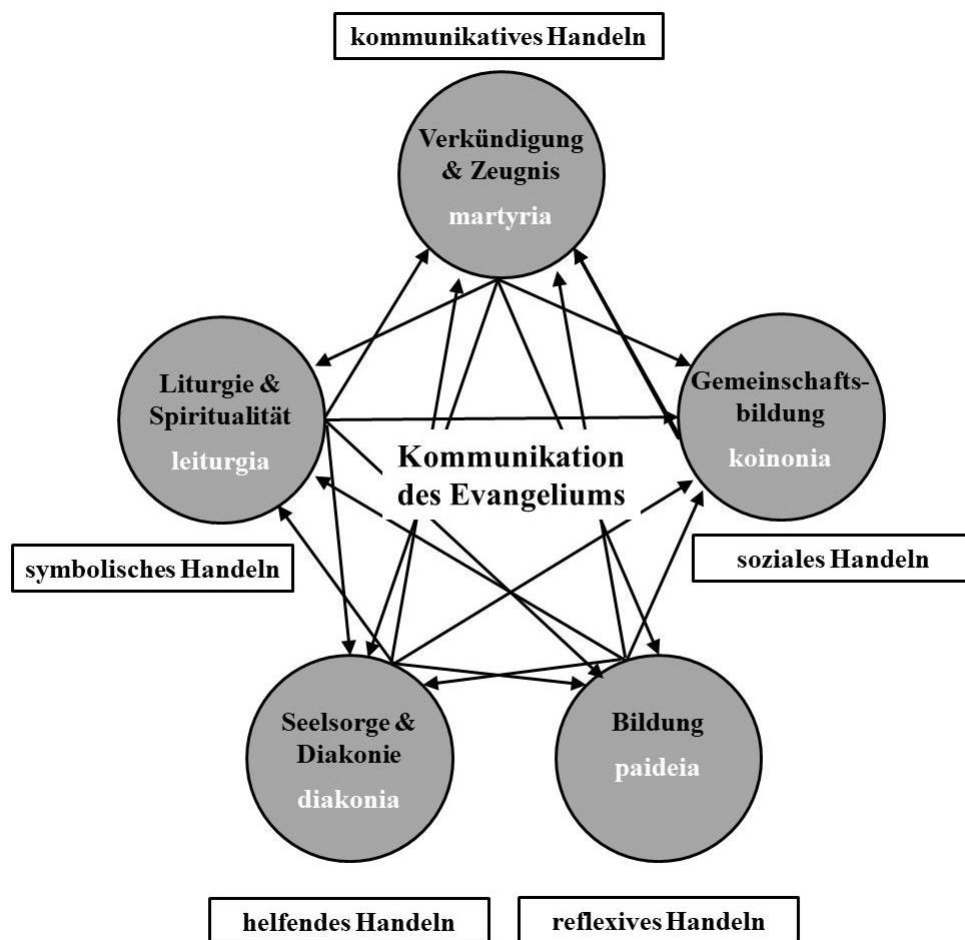 kommunikatives Handeln
Verkündigung
& Zeugnis
martyria
Liturgie &
Spiritualität
leiturgia
Gemeinschafts-
bildung
koinonia
Kommunikation
des Evangeliums
symbolisches Handeln
soziales Handeln
Seelsorge &
Diakonie
diakonia
Bildung
paideia
helfendes Handeln
reflexives Handeln